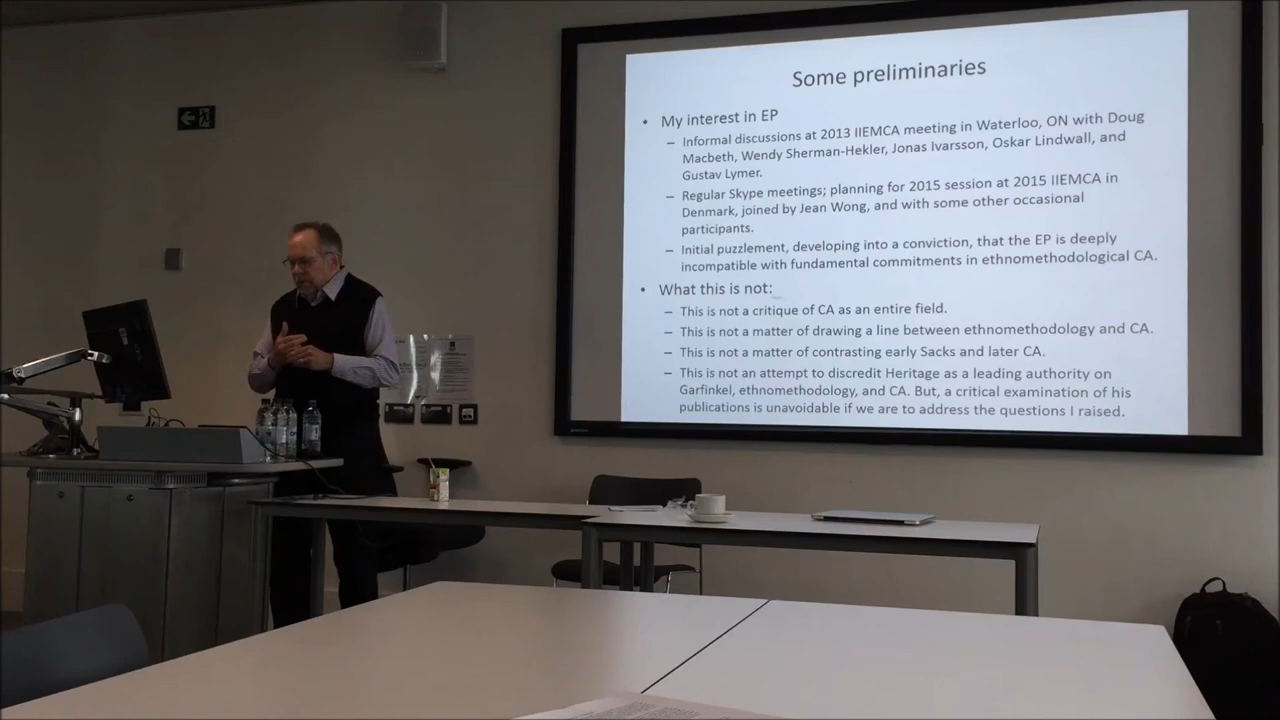 Some preliminaries
• My interest in EP
– Informal discussions at 2013 IIEMCA meeting in Waterloo, ON with Doug
Macbeth, Wendy Sherman-Hekler, Jonas Ivarsson, Oskar Lindwall, and
Gustav Lymer.
– Regular Skype meetings; planning for 2015 session at 2015 IIEMCA in
Denmark, joined by Jean Wong, and with some other occasional
participants.
– Initial puzzlement, developing into a conviction, that the EP is deeply
incompatible with fundamental commitments in ethnomethodological CA.
• What this is not:
– This is not a critique of CA as an entire field.
– This is not a matter of drawing a line between ethnomethodology and CA.
– This is not a matter of contrasting early Sacks and later CA.
– This is not an attempt to discredit Heritage as a leading authority on
Garfinkel, ethnomethodology, and CA. But, a critical examination of his
publications is unavoidable if we are to address the questions I raised.